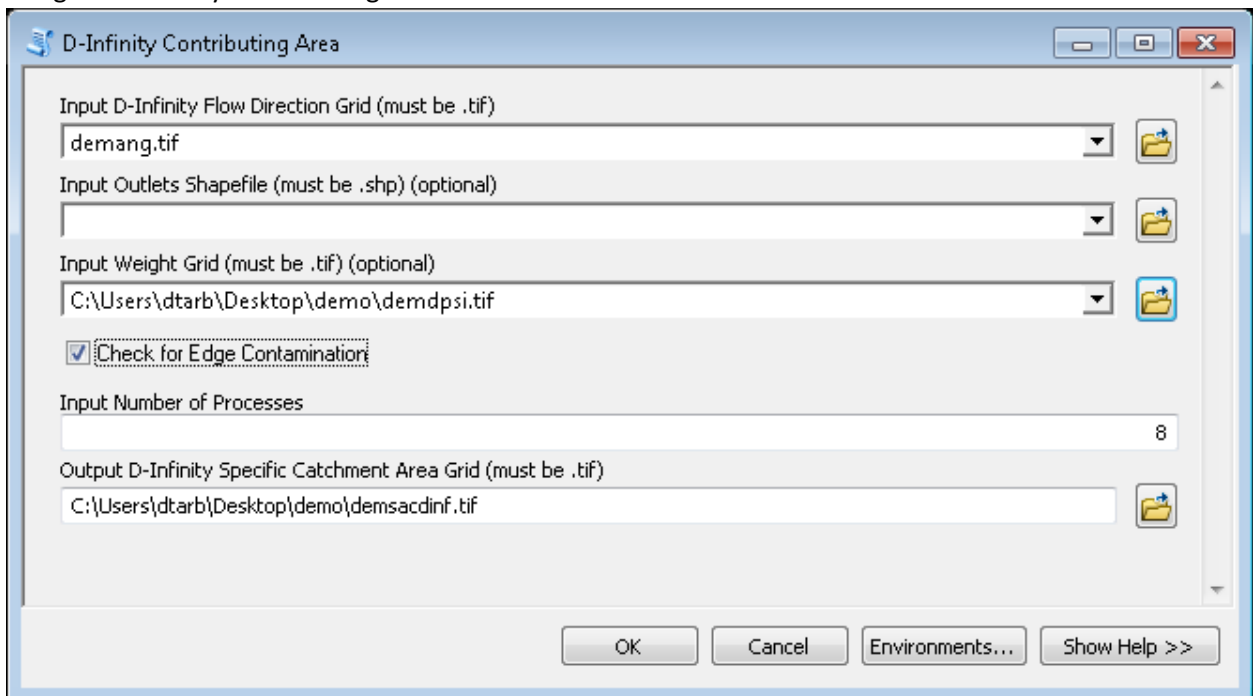 D-Infinity Contributing Area
Input D-Infinity Flow Direction Grid (must be .tif)
demang.tif
Input Outlets Shapefile (must be .shp) (optional)
Input Weight Grid (must be .tif) (optional)
C:\Users\dtarb\Desktop\demo\demdpsi.tif
Check for Edge Contamination
Input Number of Processes
8
Output D-Infinity Specific Catchment Area Grid (must be .tif)
C:\Users\dtarb\Desktop\demo\demsacdinf.tif
OK Cancel Environments... Show Help >>